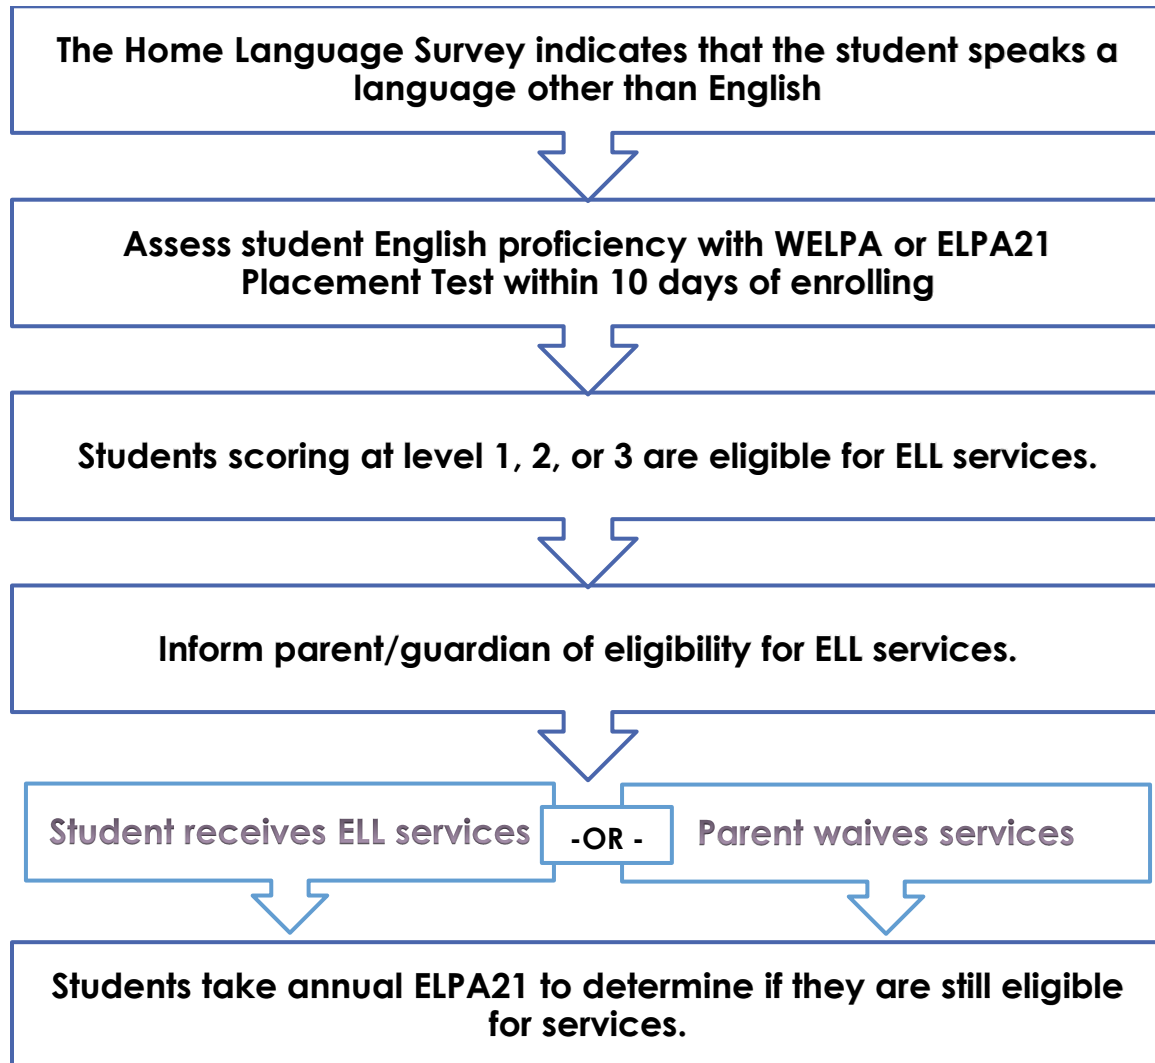 The Home Language Survey indicates that the student speaks a
language other than English
Assess student English proficiency with WELPA or ELPA21
Placement Test within 10 days of enrolling
Students scoring at level 1, 2, or 3 are eligible for ELL services.
Inform parent/guardian of eligibility for ELL services.
Student receives ELL services
-OR -
Parent waives services
Students take annual ELPA21 to determine if they are still eligible
for services.